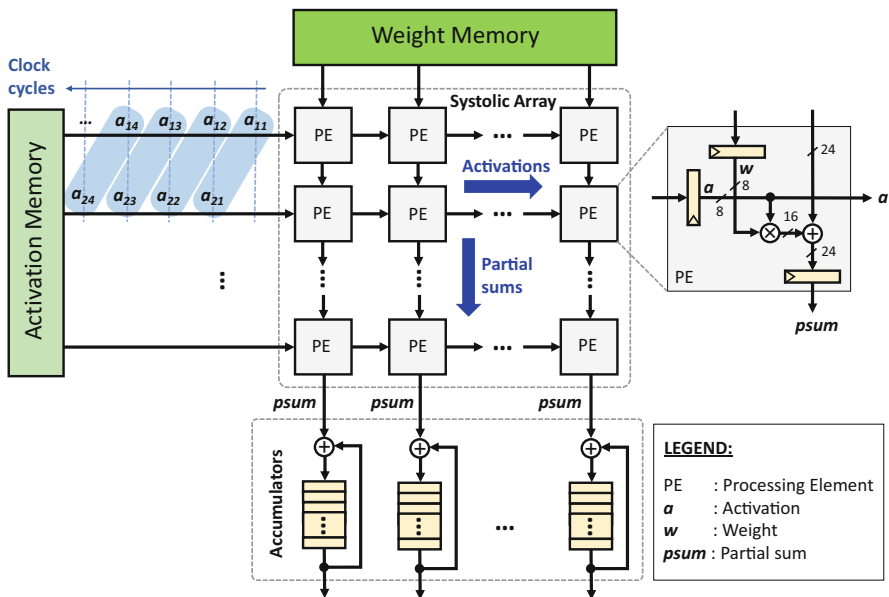 Weight Memory
Clock
cycles
Systolic Array
... a14 a13 a12 a11
PE PE ... PE
Activations
a24 a23 a22 a21
PE PE ... PE
Activation Memory
...
Partial
sums
... ... ...
PE PE ... PE
24
w
a 8
8
a
16
24
PE
psum
psum psum psum
Accumulators
... ... ... ...
LEGEND:
PE : Processing Element
a : Activation
w : Weight
psum : Partial sum